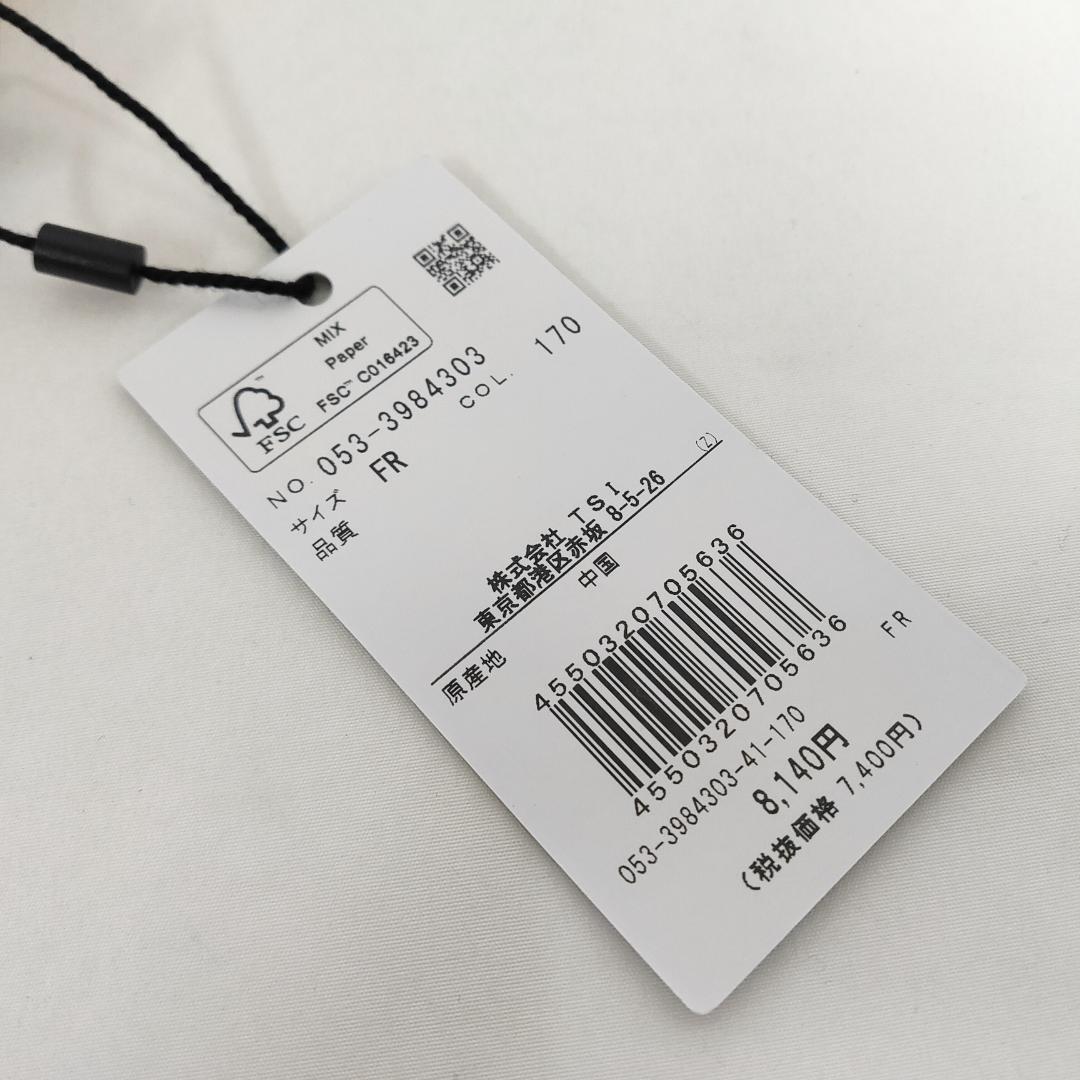 MIX
Paper
FSC™ C016423
FSC
NO. 053-3984303
COL. 170
サイズ FR
品質
(Z)
株式会社 TSI
東京都港区赤坂 8-5-26
原産地 中国
4550320705636
4550320705636
053-3984303-41-170 FR
8,140円
(税抜価格 7,400円)